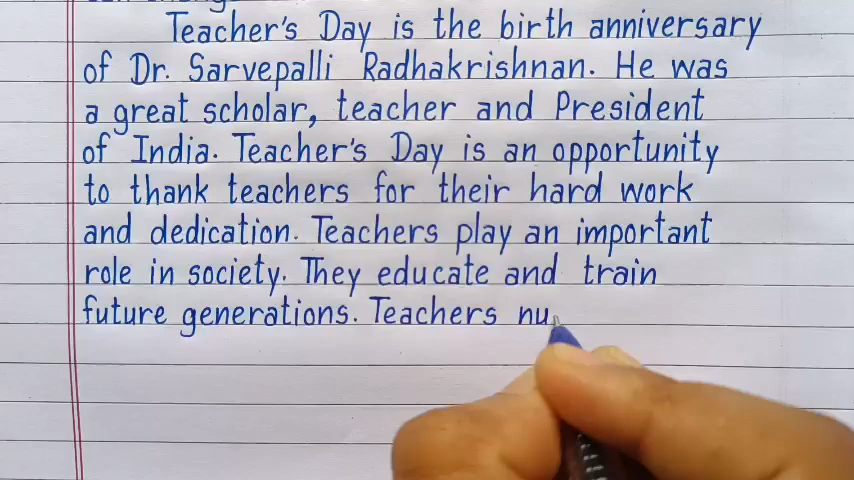 Teacher's Day is the birth anniversary
of Dr. Sarvepalli Radhakrishnan. He was
a great scholar, teacher and President
of India. Teacher's Day is an opportunity
to thank teachers for their hard work
and dedication. Teachers play an important
role in society. They educate and train
future generations. Teachers nu